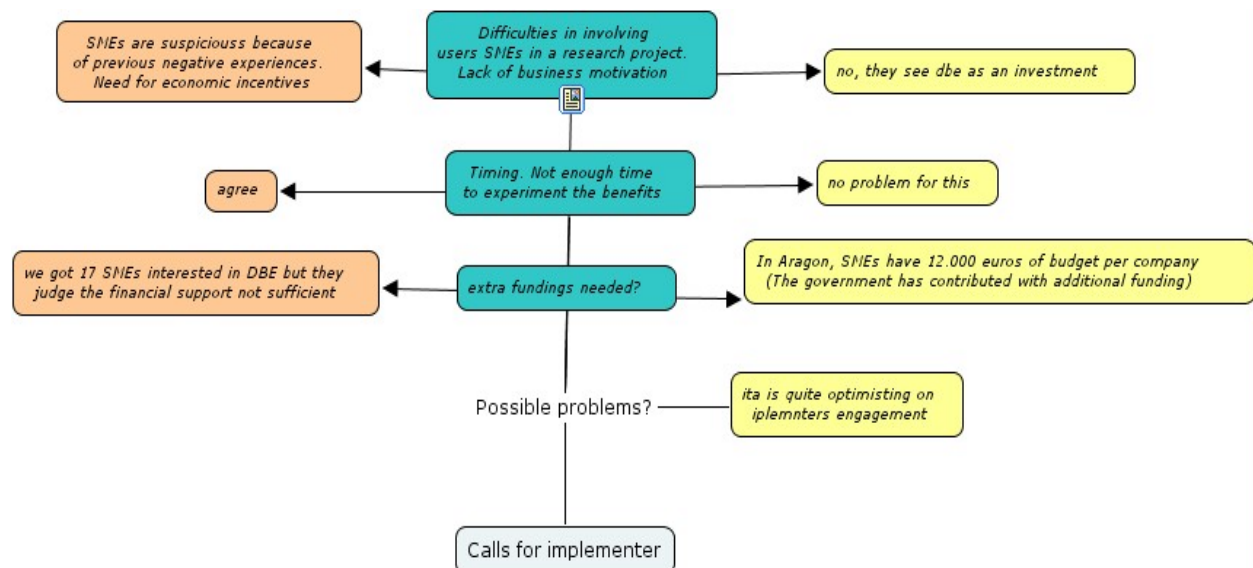 SMEs are suspiciouss because
of previous negative experiences.
Need for economic incentives
Difficulties in involving
users SMEs in a research project.
Lack of business motivation
no, they see dbe as an investment
agree
Timing. Not enough time
to experiment the benefits
no problem for this
we got 17 SMEs interested in DBE but they
judge the financial support not sufficient
extra fundings needed?
In Aragon, SMEs have 12.000 euros of budget per company
(The government has contributed with additional funding)
Possible problems?
ita is quite optimisting on
iplemnters engagement
Calls for implementer